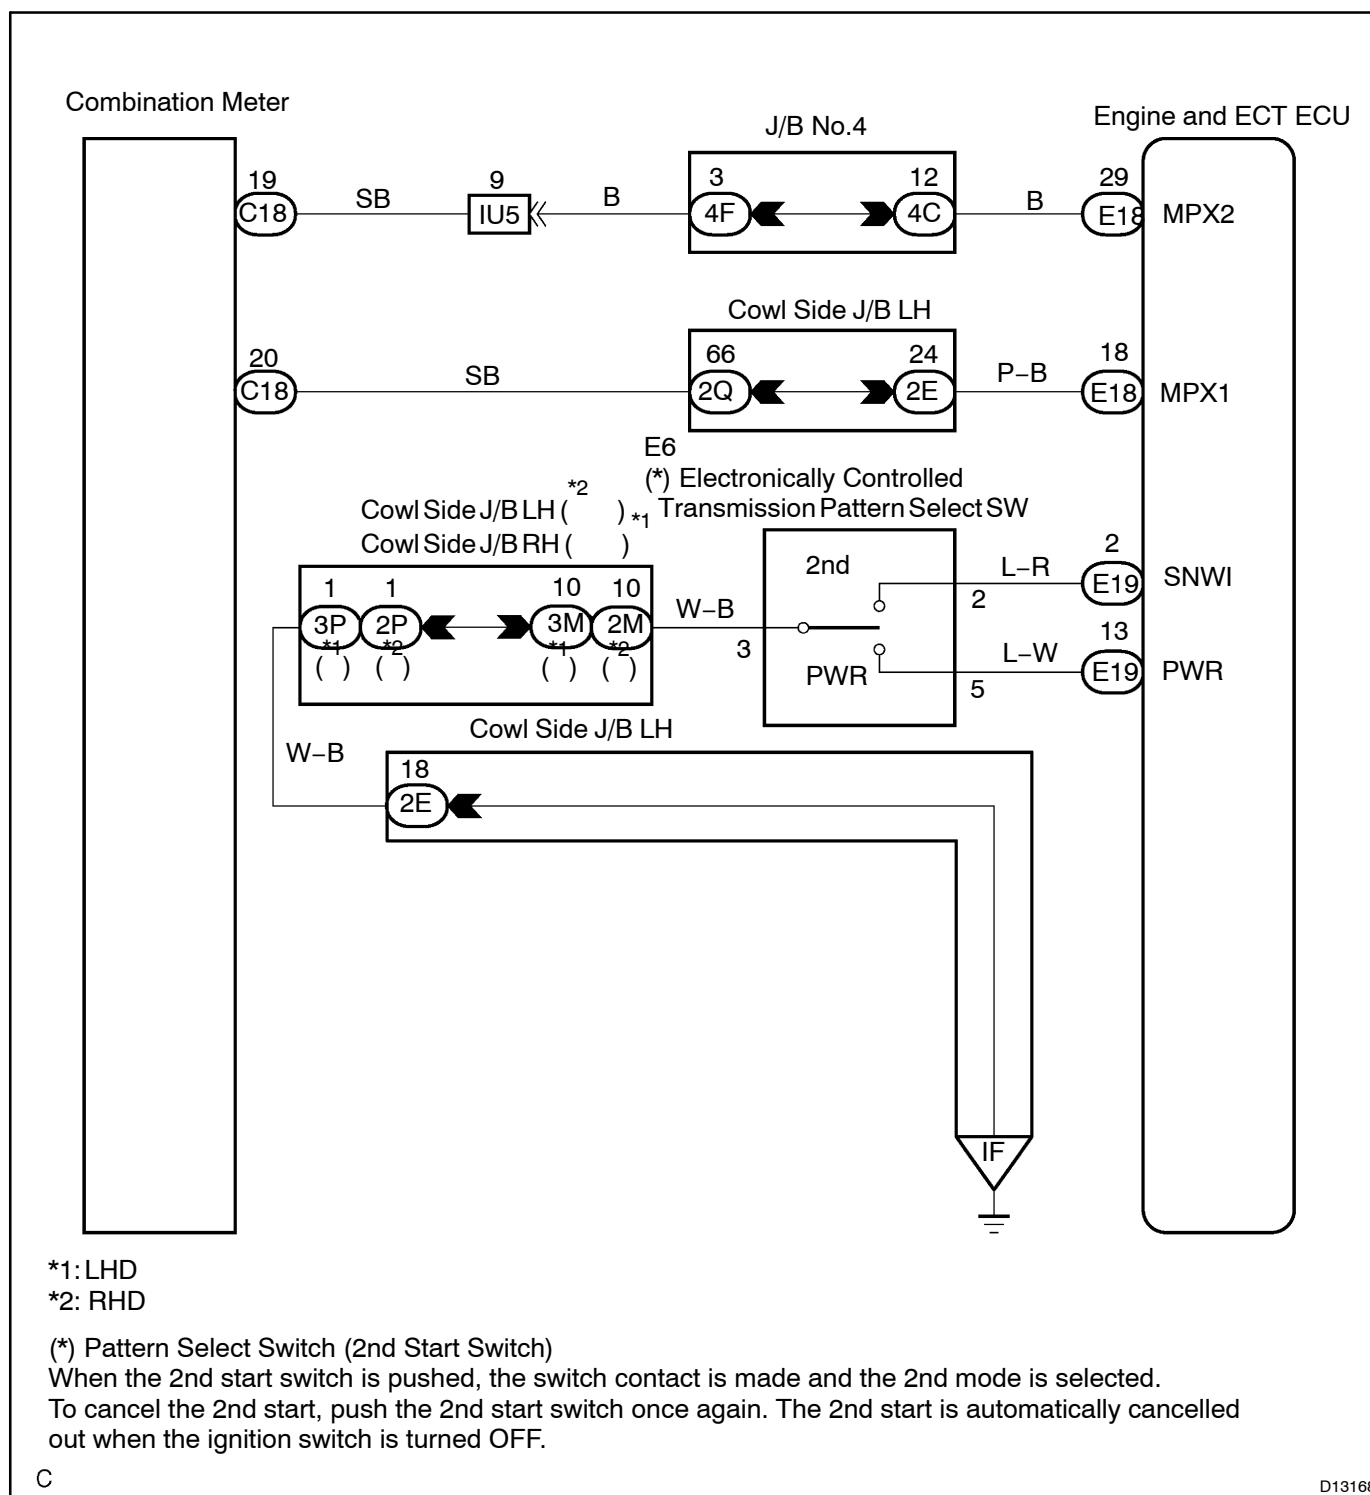 Combination Meter
Engine and ECT ECU
J/B No.4
19
C18
SB
9
IU5
B
3
4F
12
4C
B
29
E18
MPX2
Cowl Side J/B LH
20
C18
SB
66
2Q
24
2E
P–B
18
E18
MPX1
E6
(*) Electronically Controlled
Transmission Pattern Select SW
Cowl Side J/B LH ( *2 )
Cowl Side J/B RH ( *1 )
1
3P
(*1)
1
2P
(*2)
10
3M
(*1)
10
2M
(*2)
W–B
3
2nd
PWR
L–R
2
2
E19
SNWI
L–W
5
13
E19
PWR
Cowl Side J/B LH
W–B
18
2E
IF
*1: LHD
*2: RHD
(*) Pattern Select Switch (2nd Start Switch)
When the 2nd start switch is pushed, the switch contact is made and the 2nd mode is selected.
To cancel the 2nd start, push the 2nd start switch once again. The 2nd start is automatically cancelled
out when the ignition switch is turned OFF.
C
D13168